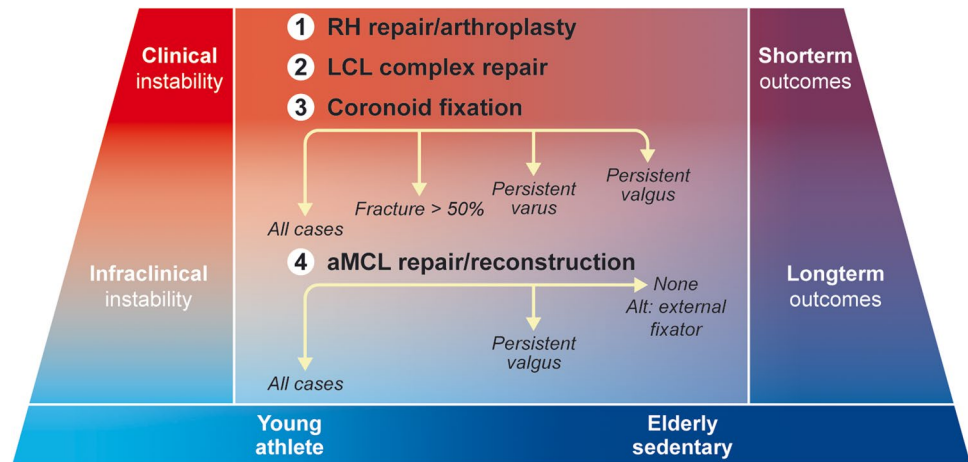 Clinical
instability
1 RH repair/arthroplasty
2 LCL complex repair
3 Coronoid fixation
Shorterm
outcomes
All cases
Fracture > 50%
Persistent
varus
Persistent
valgus
Infraclinical
instability
4 aMCL repair/reconstruction
None
Alt: external
fixator
Persistent
valgus
All cases
Longterm
outcomes
Young
athlete
Elderly
sedentary